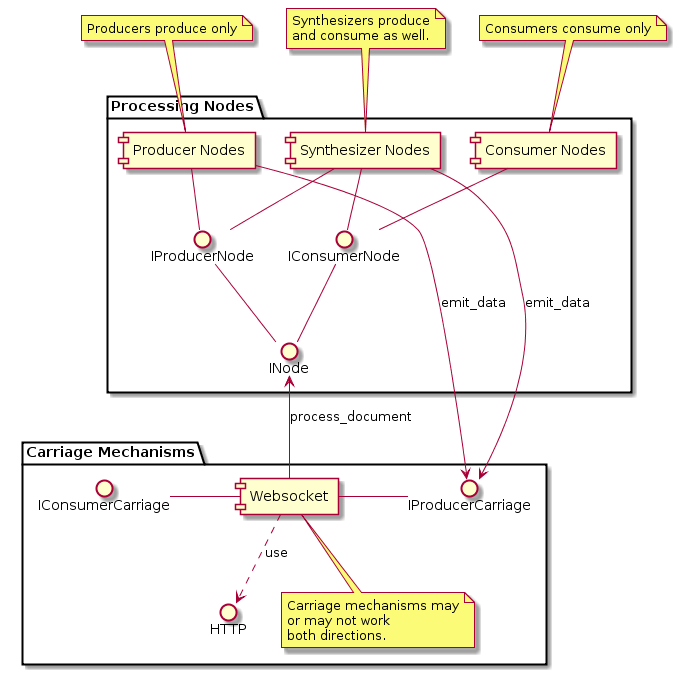 Producers produce only
Synthesizers produce
and consume as well.
Consumers consume only
Processing Nodes
Producer Nodes
Synthesizer Nodes
Consumer Nodes
IProducerNode
IConsumerNode
emit_data
emit_data
INode
process_document
Carriage Mechanisms
IConsumerCarriage
Websocket
IProducerCarriage
use
Carriage mechanisms may
or may not work
both directions.
HTTP